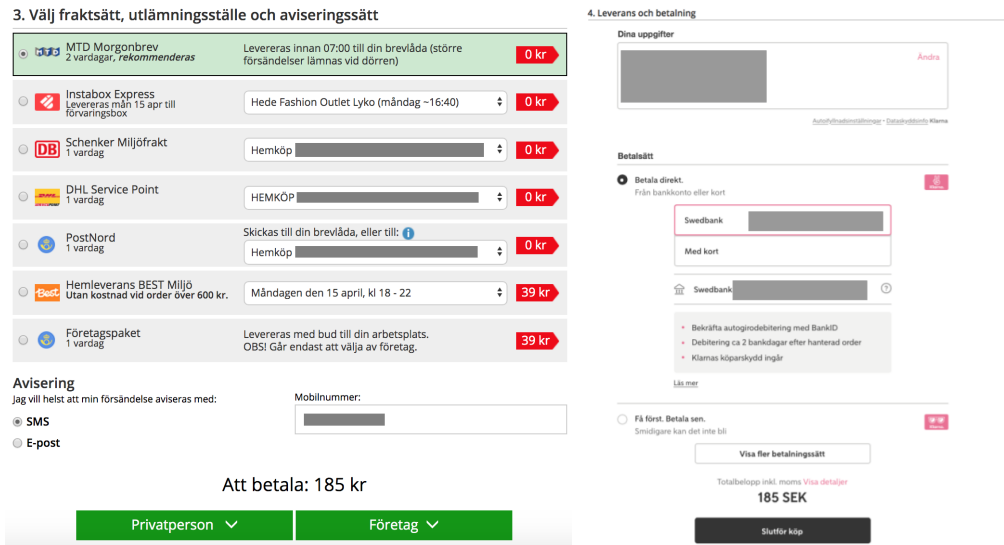 3. Välj fraktsätt, utlämningsställe och aviseringssätt
MTD
MTD Morgonbrev
2 vardagar, rekommenderas
Levereras innan 07:00 till din brevlåda (större
försändelser lämnas vid dörren)
0 kr
Instabox Express
Levereras mån 15 apr till
förvaringsbox
Hede Fashion Outlet Lyko (måndag ~16:40)
0 kr
DB
Schenker Miljöfrakt
1 vardag
Hemköp
0 kr
DHL Service Point
1 vardag
HEMKÖP
0 kr
PostNord
1 vardag
Skickas till din brevlåda, eller till:
Hemköp
0 kr
Best
Hemleverans BEST Miljö
Utan kostnad vid order över 600 kr.
Måndagen den 15 april, kl 18 - 22
39 kr
Företagspaket
1 vardag
Levereras med bud till din arbetsplats.
OBS! Går endast att välja av företag.
39 kr
Avisering
Jag vill helst att min försändelse aviseras med:
SMS
E-post
Mobilnummer:
Att betala: 185 kr
Privatperson
Företag
4. Leverans och betalning
Dina uppgifter
Ändra
Autofyllnadsinställningar - Dataskyddsinfo Klarna
Betalsätt
Betala direkt.
Från bankkonto eller kort
Klarna.
Swedbank
Med kort
Swedbank
Bekräfta autogirodebitering med BankID
Debitering ca 2 bankdagar efter hanterad order
Klarnas köparskydd ingår
Läs mer
Få först. Betala sen.
Smidigare kan det inte bli
Klarna.
Visa fler betalningssätt
Totalbelopp inkl. moms Visa detaljer
185 SEK
Slutför köp